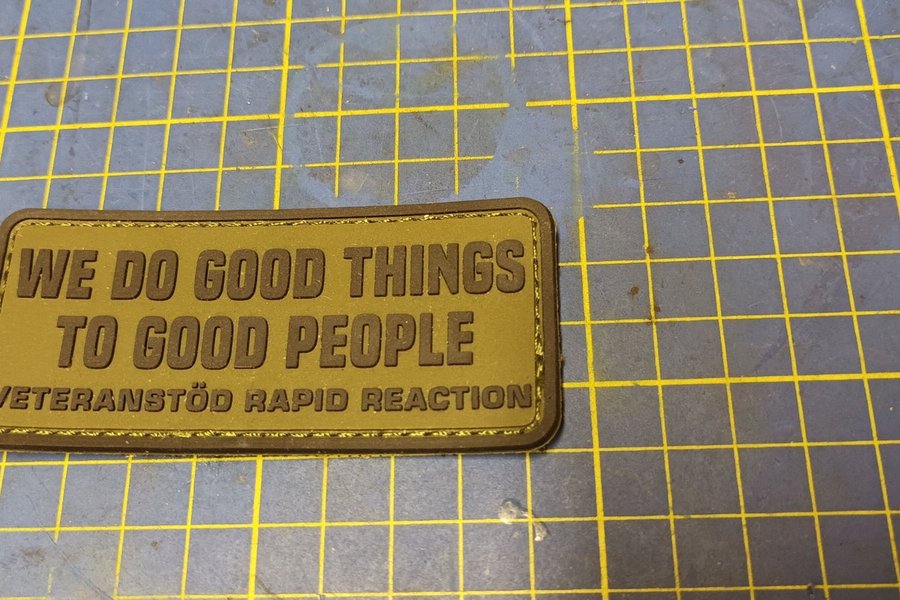 WE DO GOOD THINGS
TO GOOD PEOPLE
VETERANSTÖD RAPID REACTION